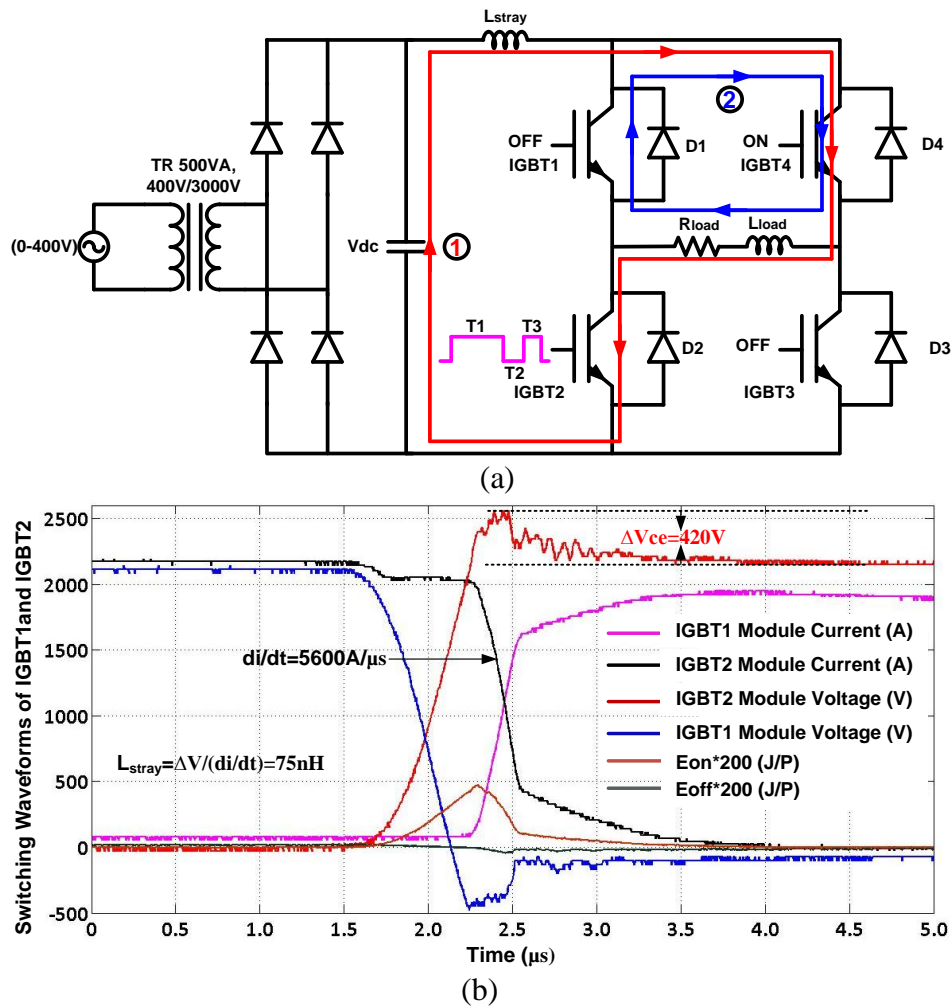 Lstray
②
OFF
IGBT1
D1
ON
IGBT4
D4
TR 500VA,
400V/3000V
(0-400V)
Vdc
①
Rload
Lload
T1
T3
T2
IGBT2
D2
OFF
IGBT3
D3
(a)
Switching Waveforms of IGBT1and IGBT2
2500
2000
1500
1000
500
0
-500
ΔVce=420V
di/dt=5600A/µs
Lstray=ΔV/(di/dt)=75nH
IGBT1 Module Current (A)
IGBT2 Module Current (A)
IGBT2 Module Voltage (V)
IGBT1 Module Voltage (V)
Eon*200 (J/P)
Eoff*200 (J/P)
0 0.5 1.0 1.5 2.0 2.5 3.0 3.5 4.0 4.5 5.0
Time (µs)
(b)